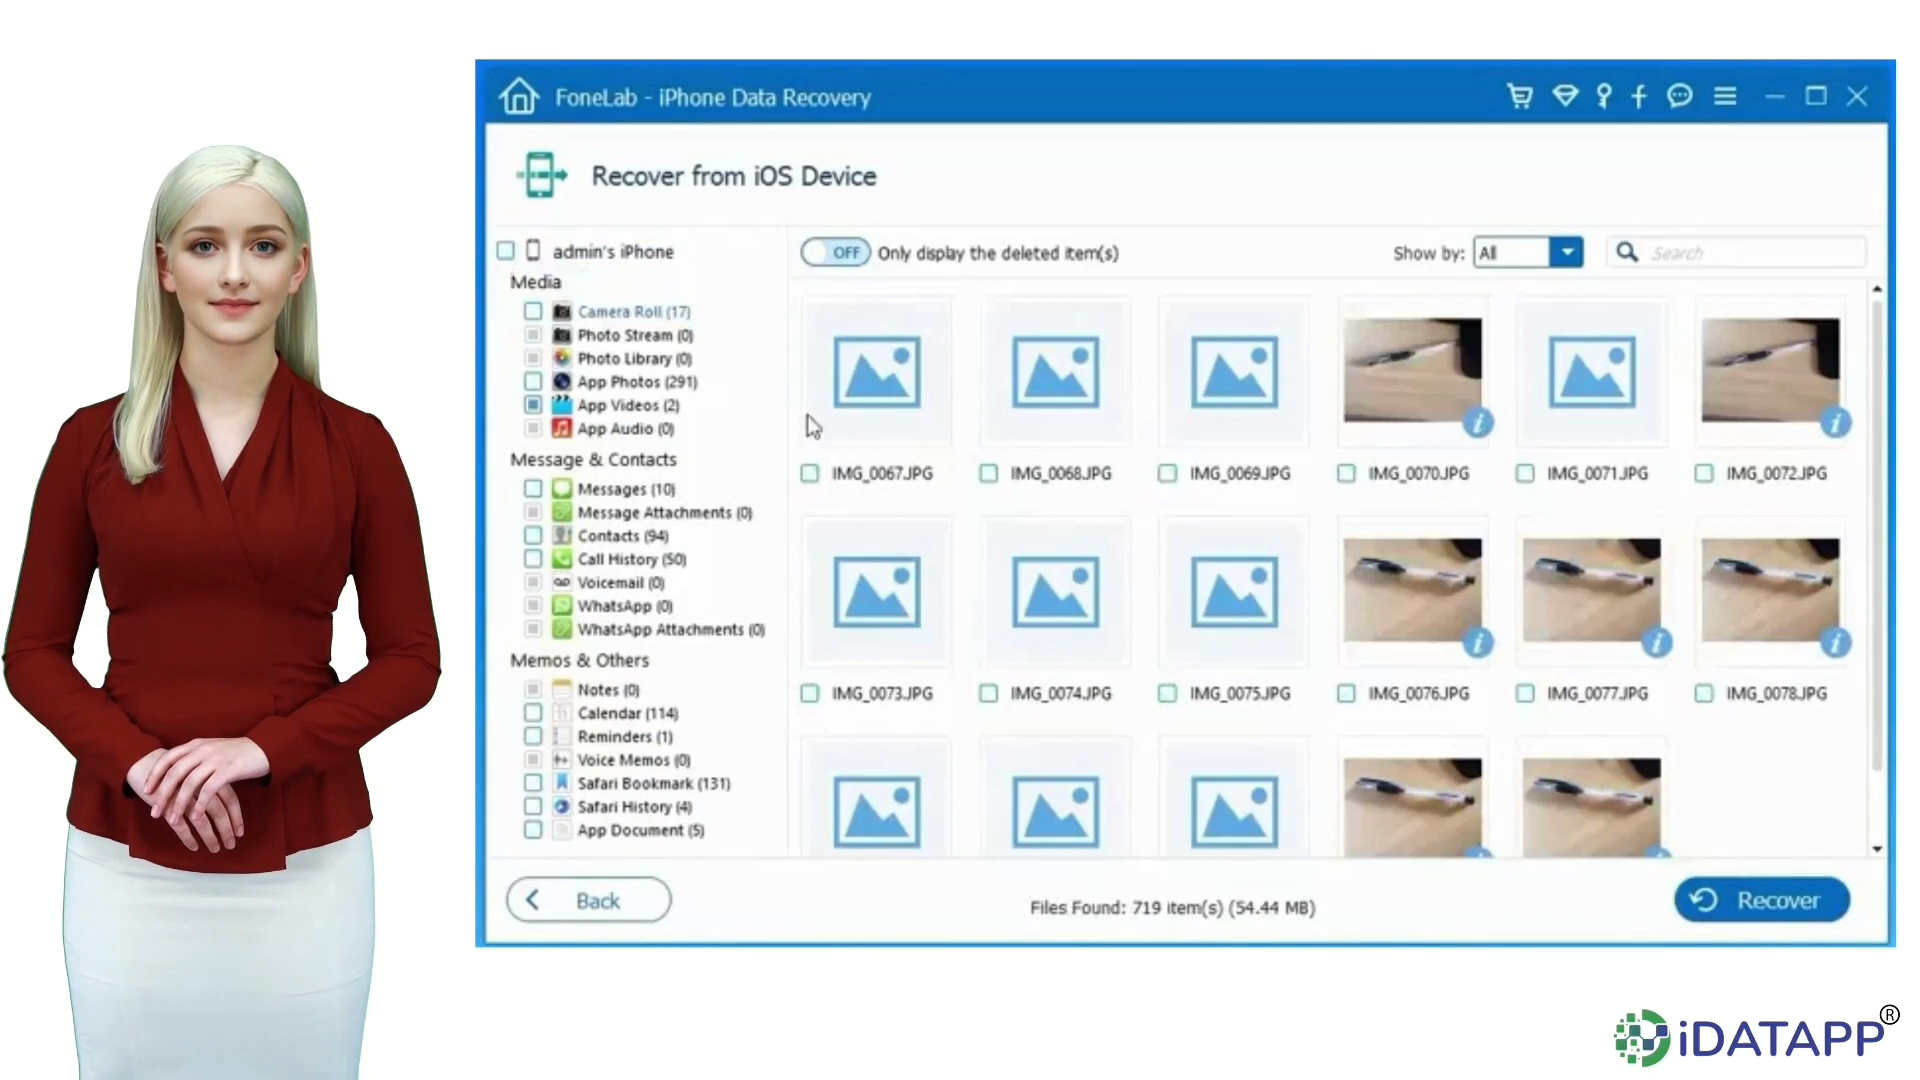 FoneLab - iPhone Data Recovery
Recover from iOS Device
admin's iPhone
Media
Camera Roll (17)
Photo Stream (0)
Photo Library (0)
App Photos (291)
App Videos (2)
App Audio (0)
Message & Contacts
Messages (10)
Message Attachments (0)
Contacts (94)
Call History (50)
Voicemail (0)
WhatsApp (0)
WhatsApp Attachments (0)
Memos & Others
Notes (0)
Calendar (114)
Reminders (1)
Voice Memos (0)
Safari Bookmark (131)
Safari History (4)
App Document (5)
OFF Only display the deleted item(s)
Show by: All
Search
IMG_0067.JPG IMG_0068.JPG IMG_0069.JPG IMG_0070.JPG IMG_0071.JPG IMG_0072.JPG
IMG_0073.JPG IMG_0074.JPG IMG_0075.JPG IMG_0076.JPG IMG_0077.JPG IMG_0078.JPG
Back
Files Found: 719 item(s) (54.44 MB)
Recover
iDATAPP®